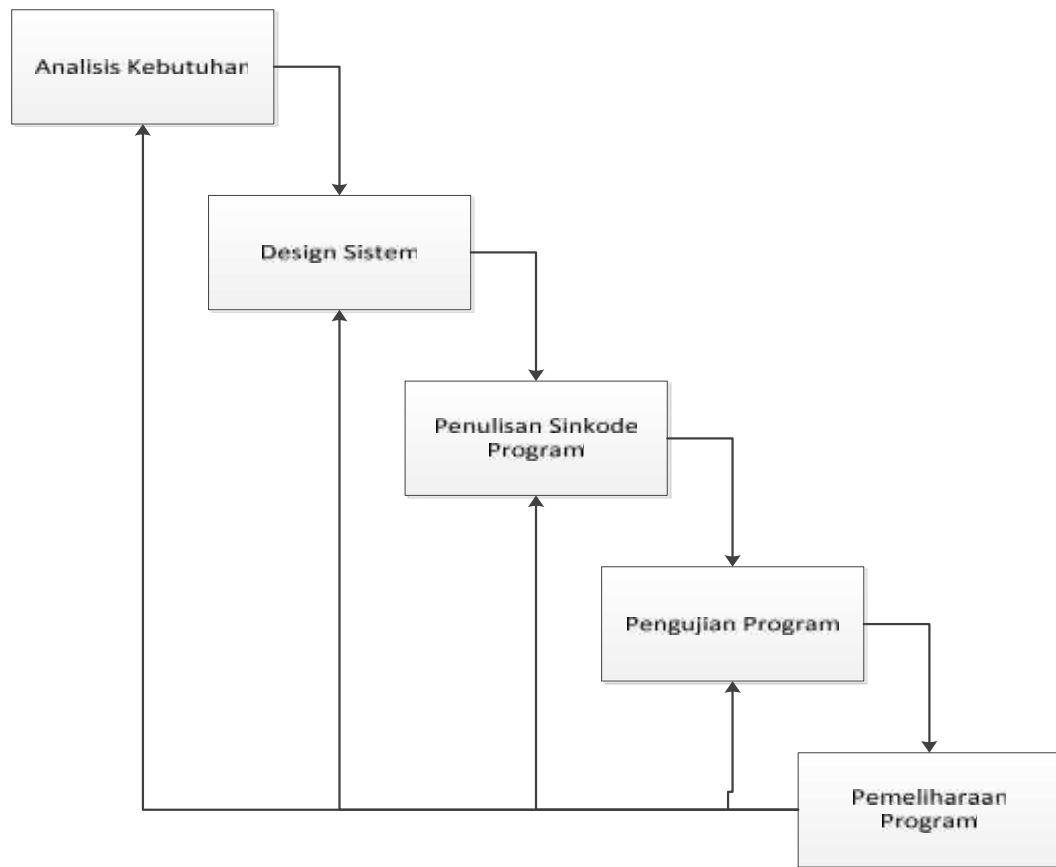 Analisis Kebutuhan
Design Sistem
Penulisan Sinkode
Program
Pengujian Program
Pemeliharaan
Program